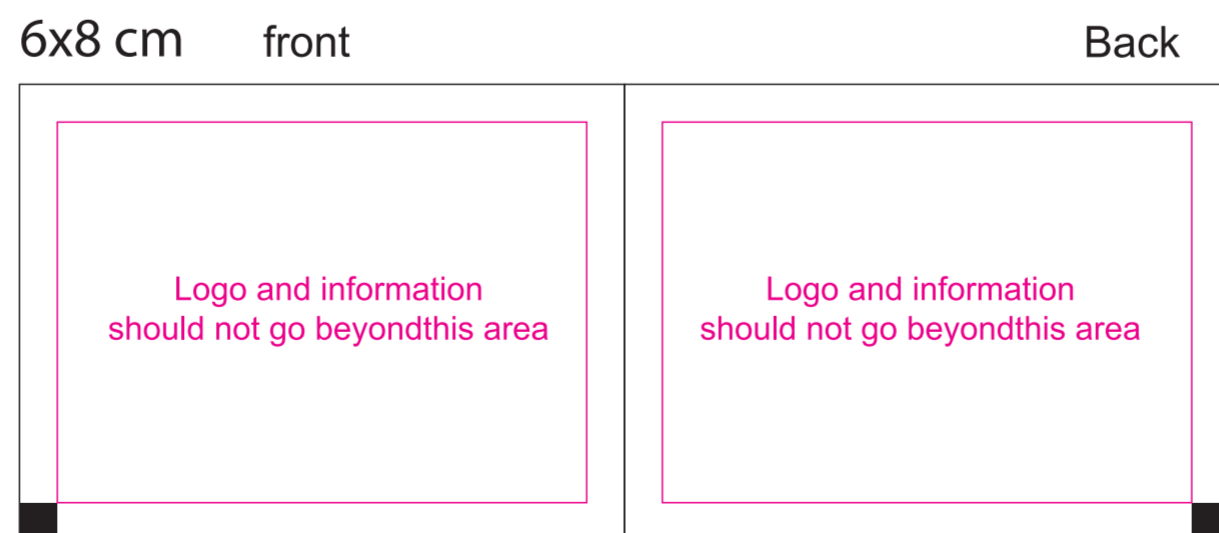 6x8 cm front Back
Logo and information
should not go beyondthis area
Logo and information
should not go beyondthis area